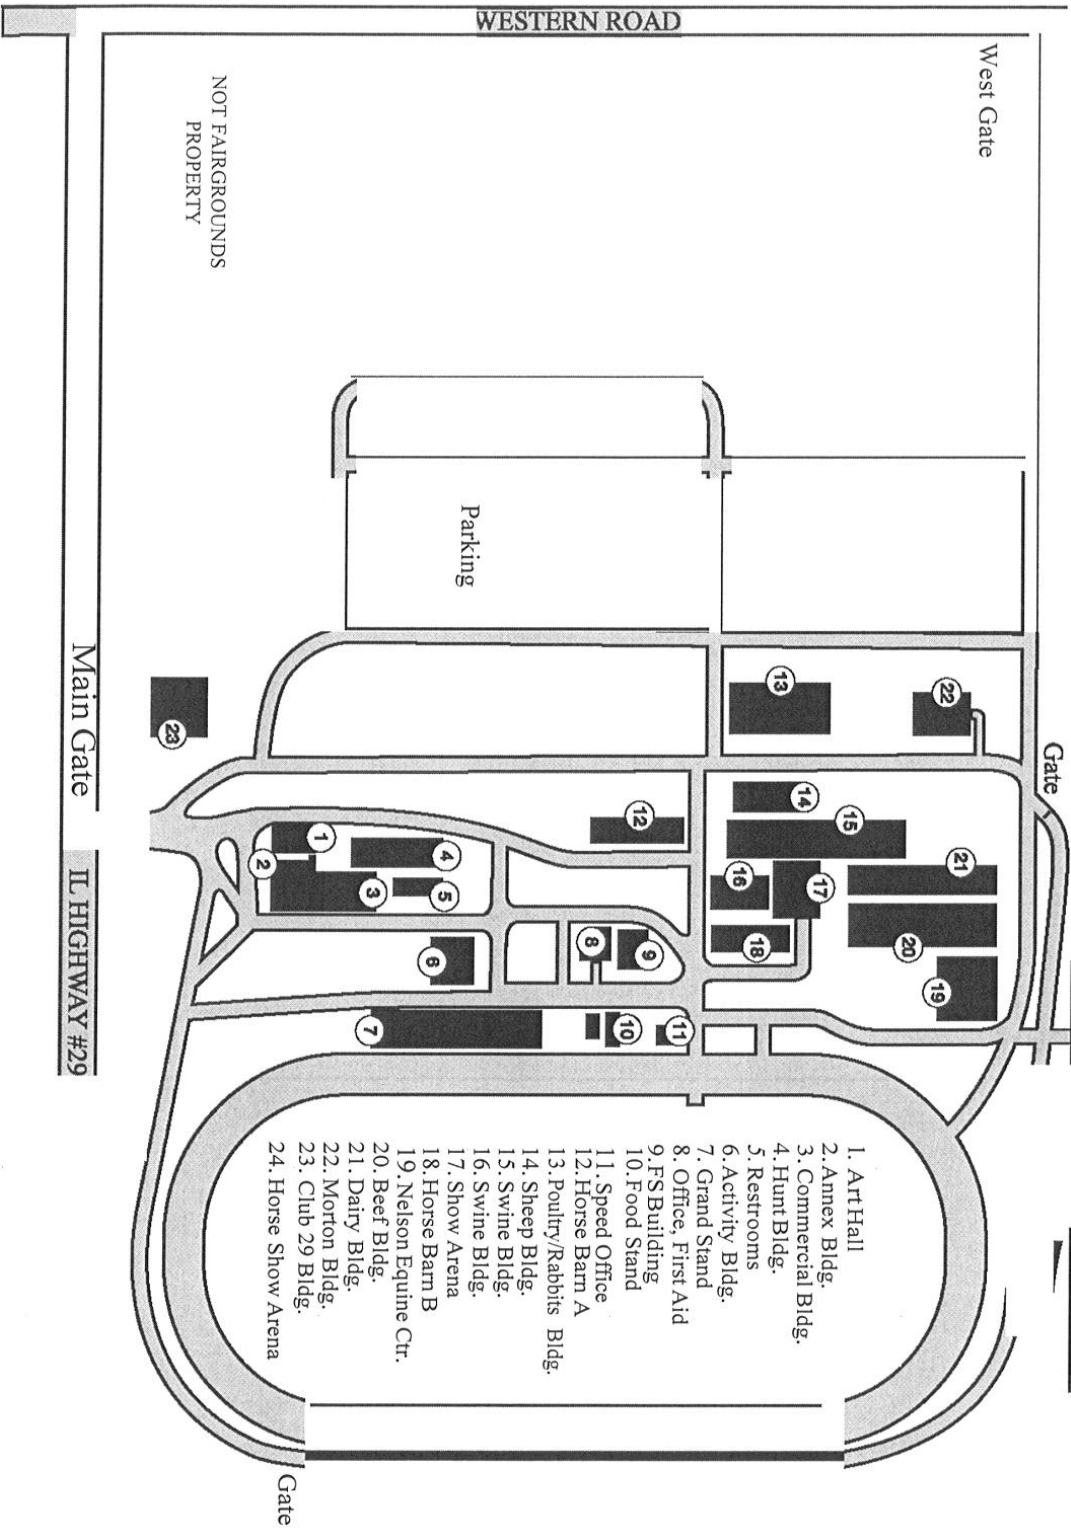 WESTERN ROAD
West Gate
NOT FAIRGROUNDS
PROPERTY
Parking
Main Gate
IL HIGHWAY #29
Gate
22
13
23
14
15
21
12
17
16
20
18
19
1
4
2
3
5
8
9
6
7
10
11
1. Art Hall
2. Annex Bldg.
3. Commercial Bldg.
4. Hunt Bldg.
5. Restrooms
6. Activity Bldg.
7. Grand Stand
8. Office, First Aid
9. FS Building
10. Food Stand
11. Speed Office
12. Horse Barn A
13. Poultry/Rabbits Bldg.
14. Sheep Bldg.
15. Swine Bldg.
16. Swine Bldg.
17. Show Arena
18. Horse Barn B
19. Nelson Equine Ctr.
20. Beef Bldg.
21. Dairy Bldg.
22. Morton Bldg.
23. Club 29 Bldg.
24. Horse Show Arena
Gate